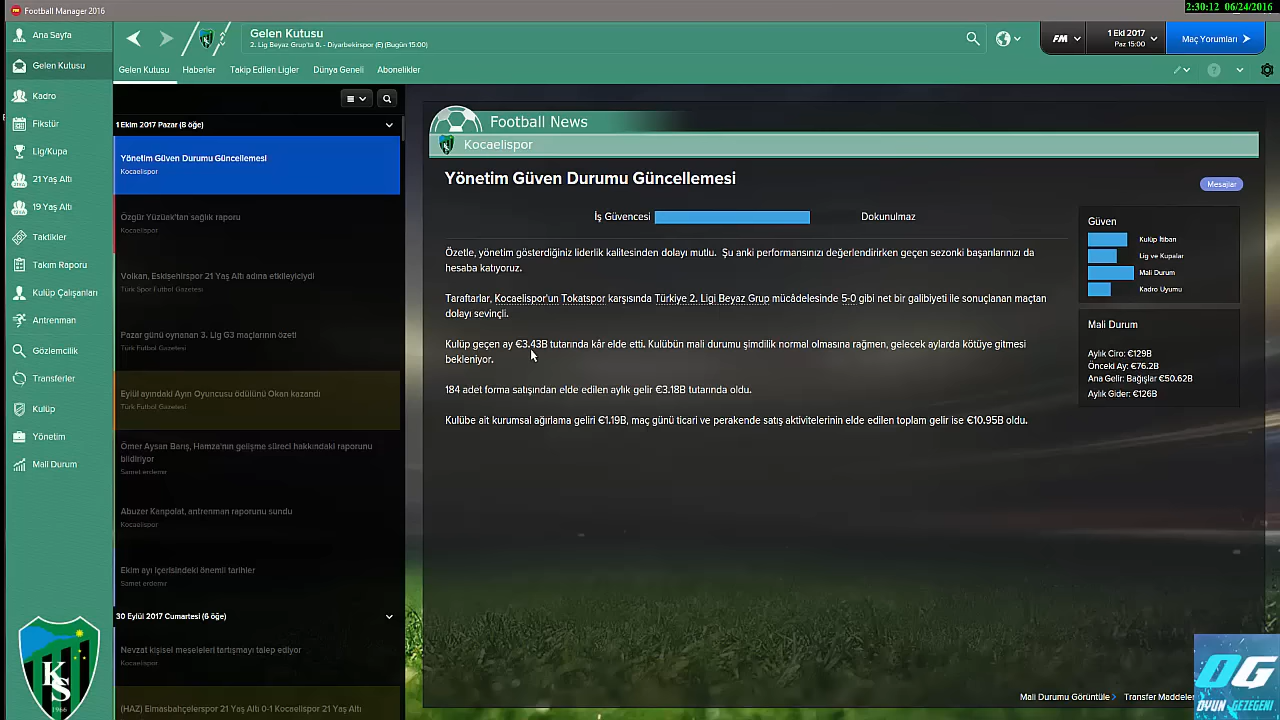 Football Manager 2016
2:30:12 06/24/2016
Ana Sayfa
Gelen Kutusu
Kadro
Fikstür
Lig/Kupa
21 Yaş Altı
19 Yaş Altı
Taktikler
Takım Raporu
Kulüp Çalışanları
Antrenman
Gözlemcilik
Transferler
Kulüp
Yönetim
Mali Durum
Gelen Kutusu
2. Lig Beyaz Grup'ta 9. - Diyarbekirspor (E) (Bugün 15:00)
FM
1 Eki 2017
Paz 15:00
Maç Yorumları
Gelen Kutusu Haberler Takip Edilen Ligler Dünya Geneli Abonelikler
1 Ekim 2017 Pazar (8 öğe)
Yönetim Güven Durumu Güncellemesi
Kocaelispor
Özgür Yüzüak'tan sağlık raporu
Kocaelispor
Volkan, Eskişehirspor 21 Yaş Altı adına etkileyiciydi
Türk Spor Futbol Gazetesi
Pazar günü oynanan 3. Lig G3 maçlarının özeti
Türk Futbol Gazetesi
Eylül ayındaki Ayın Oyuncusu ödülünü Okan kazandı
Türk Futbol Gazetesi
Ömer Aysan Barış, Hamza'nın gelişme süreci hakkındaki raporunu
bildiriyor
Samet erdemir
Abuzer Kanpolat, antrenman raporunu sundu
Kocaelispor
Ekim ayı içerisindeki önemli tarihler
Samet erdemir
30 Eylül 2017 Cumartesi (6 öğe)
Nevzat kişisel meseleleri tartışmayı talep ediyor
Kocaelispor
(HAZ) Elmasbahçelerspor 21 Yaş Altı 0-1 Kocaelispor 21 Yaş Altı
Football News
Kocaelispor
Yönetim Güven Durumu Güncellemesi
Mesajlar
İş Güvencesi Dokunulmaz
Özetle, yönetim gösterdiğiniz liderlik kalitesinden dolayı mutlu. Şu anki performansınızı değerlendirirken geçen sezonki başarılarınızı da
hesaba katıyoruz.
Taraftarlar, Kocaelispor'un Tokatspor karşısında Türkiye 2. Ligi Beyaz Grup mücâdelesinde 5-0 gibi net bir galibiyeti ile sonuçlanan maçtan
dolayı sevinçli.
Kulüp geçen ay €3.43B tutarında kâr elde etti. Kulübün mali durumu şimdilik normal olmasına rağmen, gelecek aylarda kötüye gitmesi
bekleniyor.
184 adet forma satışından elde edilen aylık gelir €3.18B tutarında oldu.
Kulübe ait kurumsal ağırlama geliri €1.19B, maç günü ticari ve perakende satış aktivitelerinin elde edilen toplam gelir ise €10.95B oldu.
Güven
Kulüp İtibarı
Lig ve Kupalar
Mali Durum
Kadro Uyumu
Mali Durum
Aylık Ciro: €129B
Önceki Ay: €76.2B
Ana Gelir: Bağışlar €50.62B
Aylık Gider: €126B
Mali Durumu Görüntüle
Transfer Maddeler
KS
1966
OG
OYUN GEZEGENI